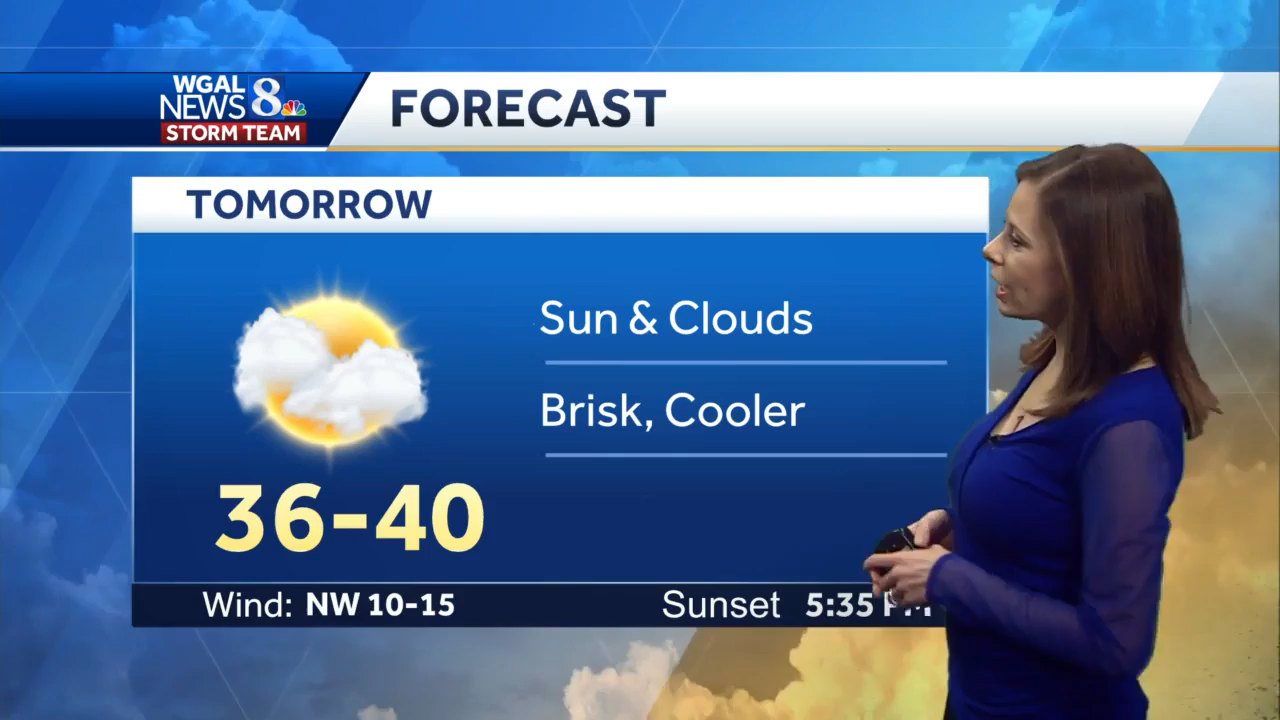 WGAL
NEWS 8
STORM TEAM
FORECAST
TOMORROW
Sun & Clouds
Brisk, Cooler
36-40
Wind: NW 10-15
Sunset 5:35 PM